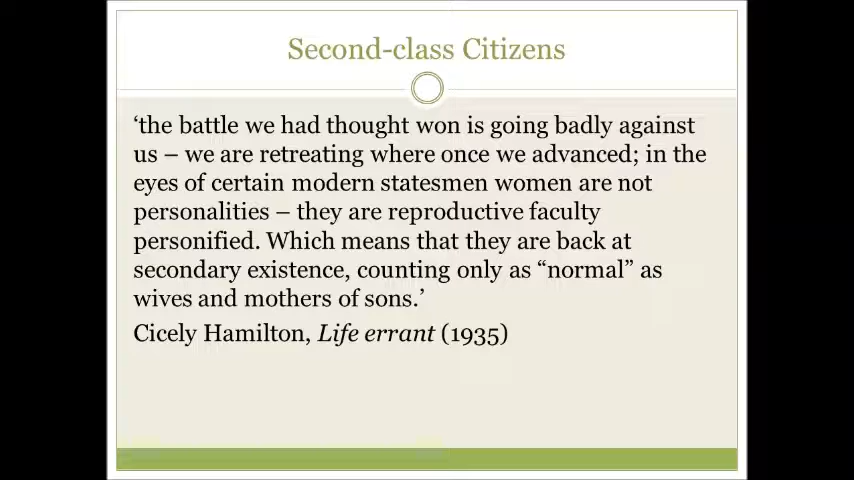 Second-class Citizens
‘the battle we had thought won is going badly against
us – we are retreating where once we advanced; in the
eyes of certain modern statesmen women are not
personalities – they are reproductive faculty
personified. Which means that they are back at
secondary existence, counting only as “normal” as
wives and mothers of sons.’
Cicely Hamilton, Life errant (1935)